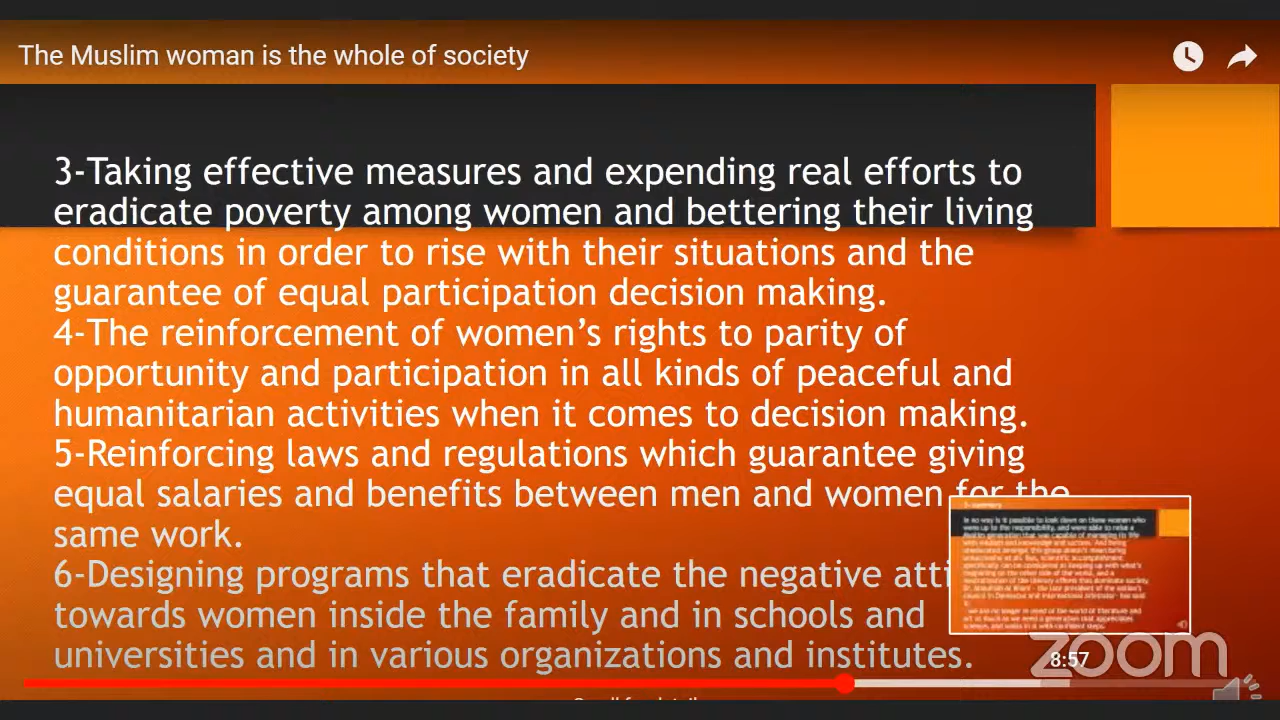 The Muslim woman is the whole of society
3-Taking effective measures and expending real efforts to
eradicate poverty among women and bettering their living
conditions in order to rise with their situations and the
guarantee of equal participation decision making.
4-The reinforcement of women's rights to parity of
opportunity and participation in all kinds of peaceful and
humanitarian activities when it comes to decision making.
5-Reinforcing laws and regulations which guarantee giving
equal salaries and benefits between men and women for the
same work.
6-Designing programs that eradicate the negative atti
towards women inside the family and in schools and
universities and in various organizations and institutes.
zoom
8:57